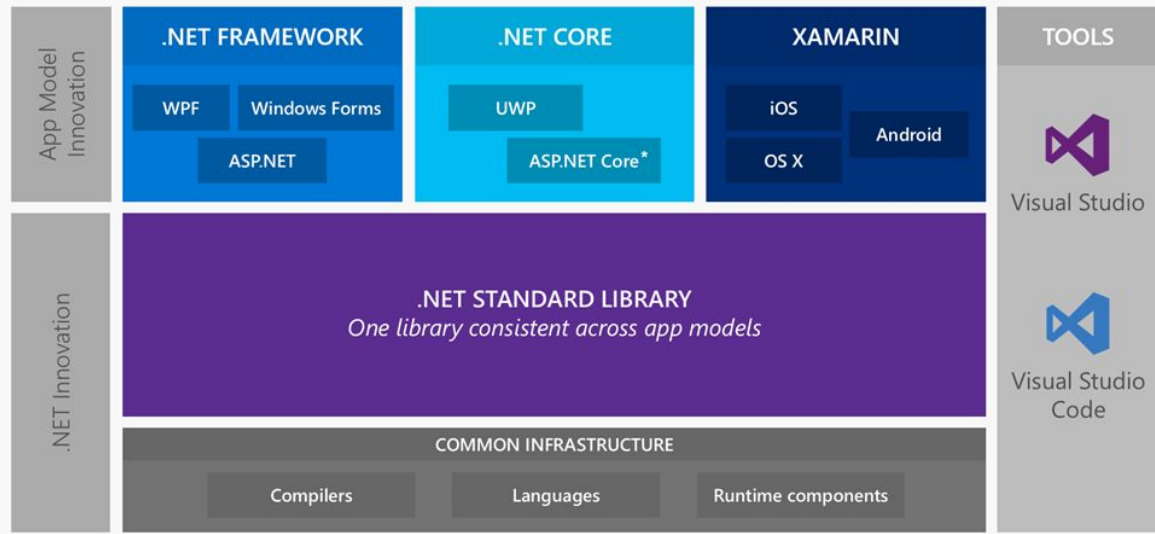 App Model
Innovation
.NET FRAMEWORK
WPF
Windows Forms
ASP.NET
.NET CORE
UWP
ASP.NET Core*
XAMARIN
iOS
Android
OS X
TOOLS
Visual Studio
Visual Studio
Code
.NET Innovation
.NET STANDARD LIBRARY
One library consistent across app models
COMMON INFRASTRUCTURE
Compilers
Languages
Runtime components